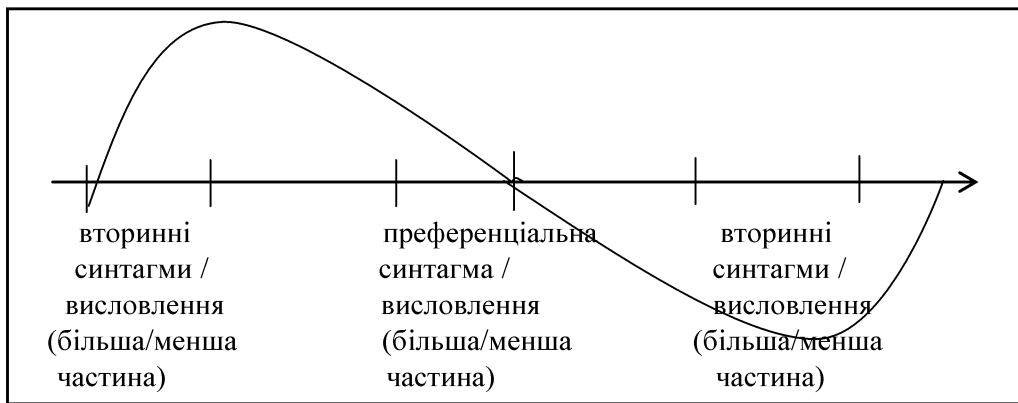 вторинні
синтагми /
висловлення
(більша/менша
частина)
преференціальна
синтагма /
висловлення
(більша/менша
частина)
вторинні
синтагми /
висловлення
(більша/менша
частина)